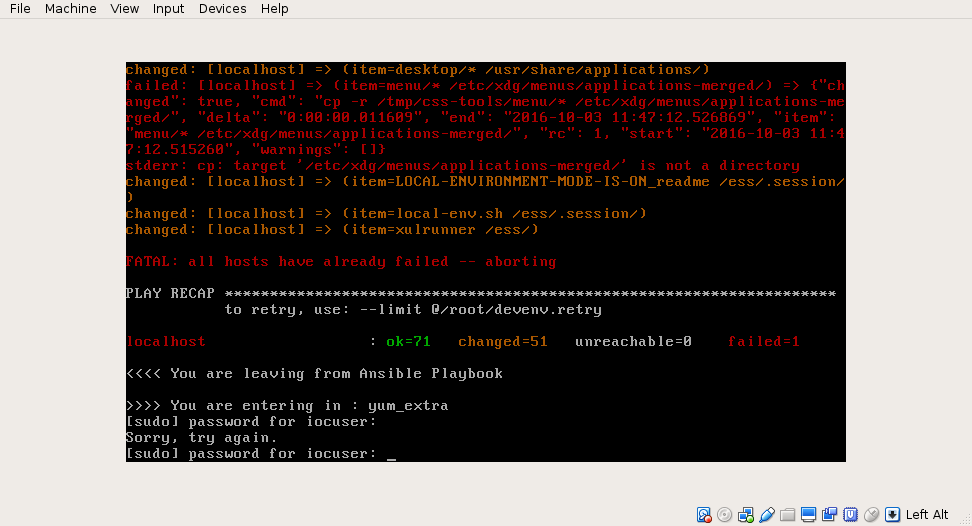 File Machine View Input Devices Help
changed: [localhost] => (item=desktop/* /usr/share/applications/)
failed: [localhost] => (item=menu/* /etc/xdg/menus/applications-merged/) => {"ch
anged": true, "cmd": "cp -r /tmp/css-tools/menu/* /etc/xdg/menus/applications-me
rged/", "delta": "0:00:00.011609", "end": "2016-10-03 11:47:12.526869", "item": 
"menu/* /etc/xdg/menus/applications-merged/", "rc": 1, "start": "2016-10-03 11:4
7:12.515260", "warnings": []}
stderr: cp: target '/etc/xdg/menus/applications-merged/' is not a directory
changed: [localhost] => (item=LOCAL-ENVIRONMENT-MODE-IS-ON_readme /ess/.session/
)
changed: [localhost] => (item=local-env.sh /ess/.session/)
changed: [localhost] => (item=xulrunner /ess/)
FATAL: all hosts have already failed -- aborting
PLAY RECAP ********************************************************************
to retry, use: --limit @/root/devenv.retry
localhost : ok=71 changed=51 unreachable=0 failed=1
<<<< You are leaving from Ansible Playbook
>>>> You are entering in : yum_extra
[sudo] password for iocuser:
Sorry, try again.
[sudo] password for iocuser: _
Left Alt